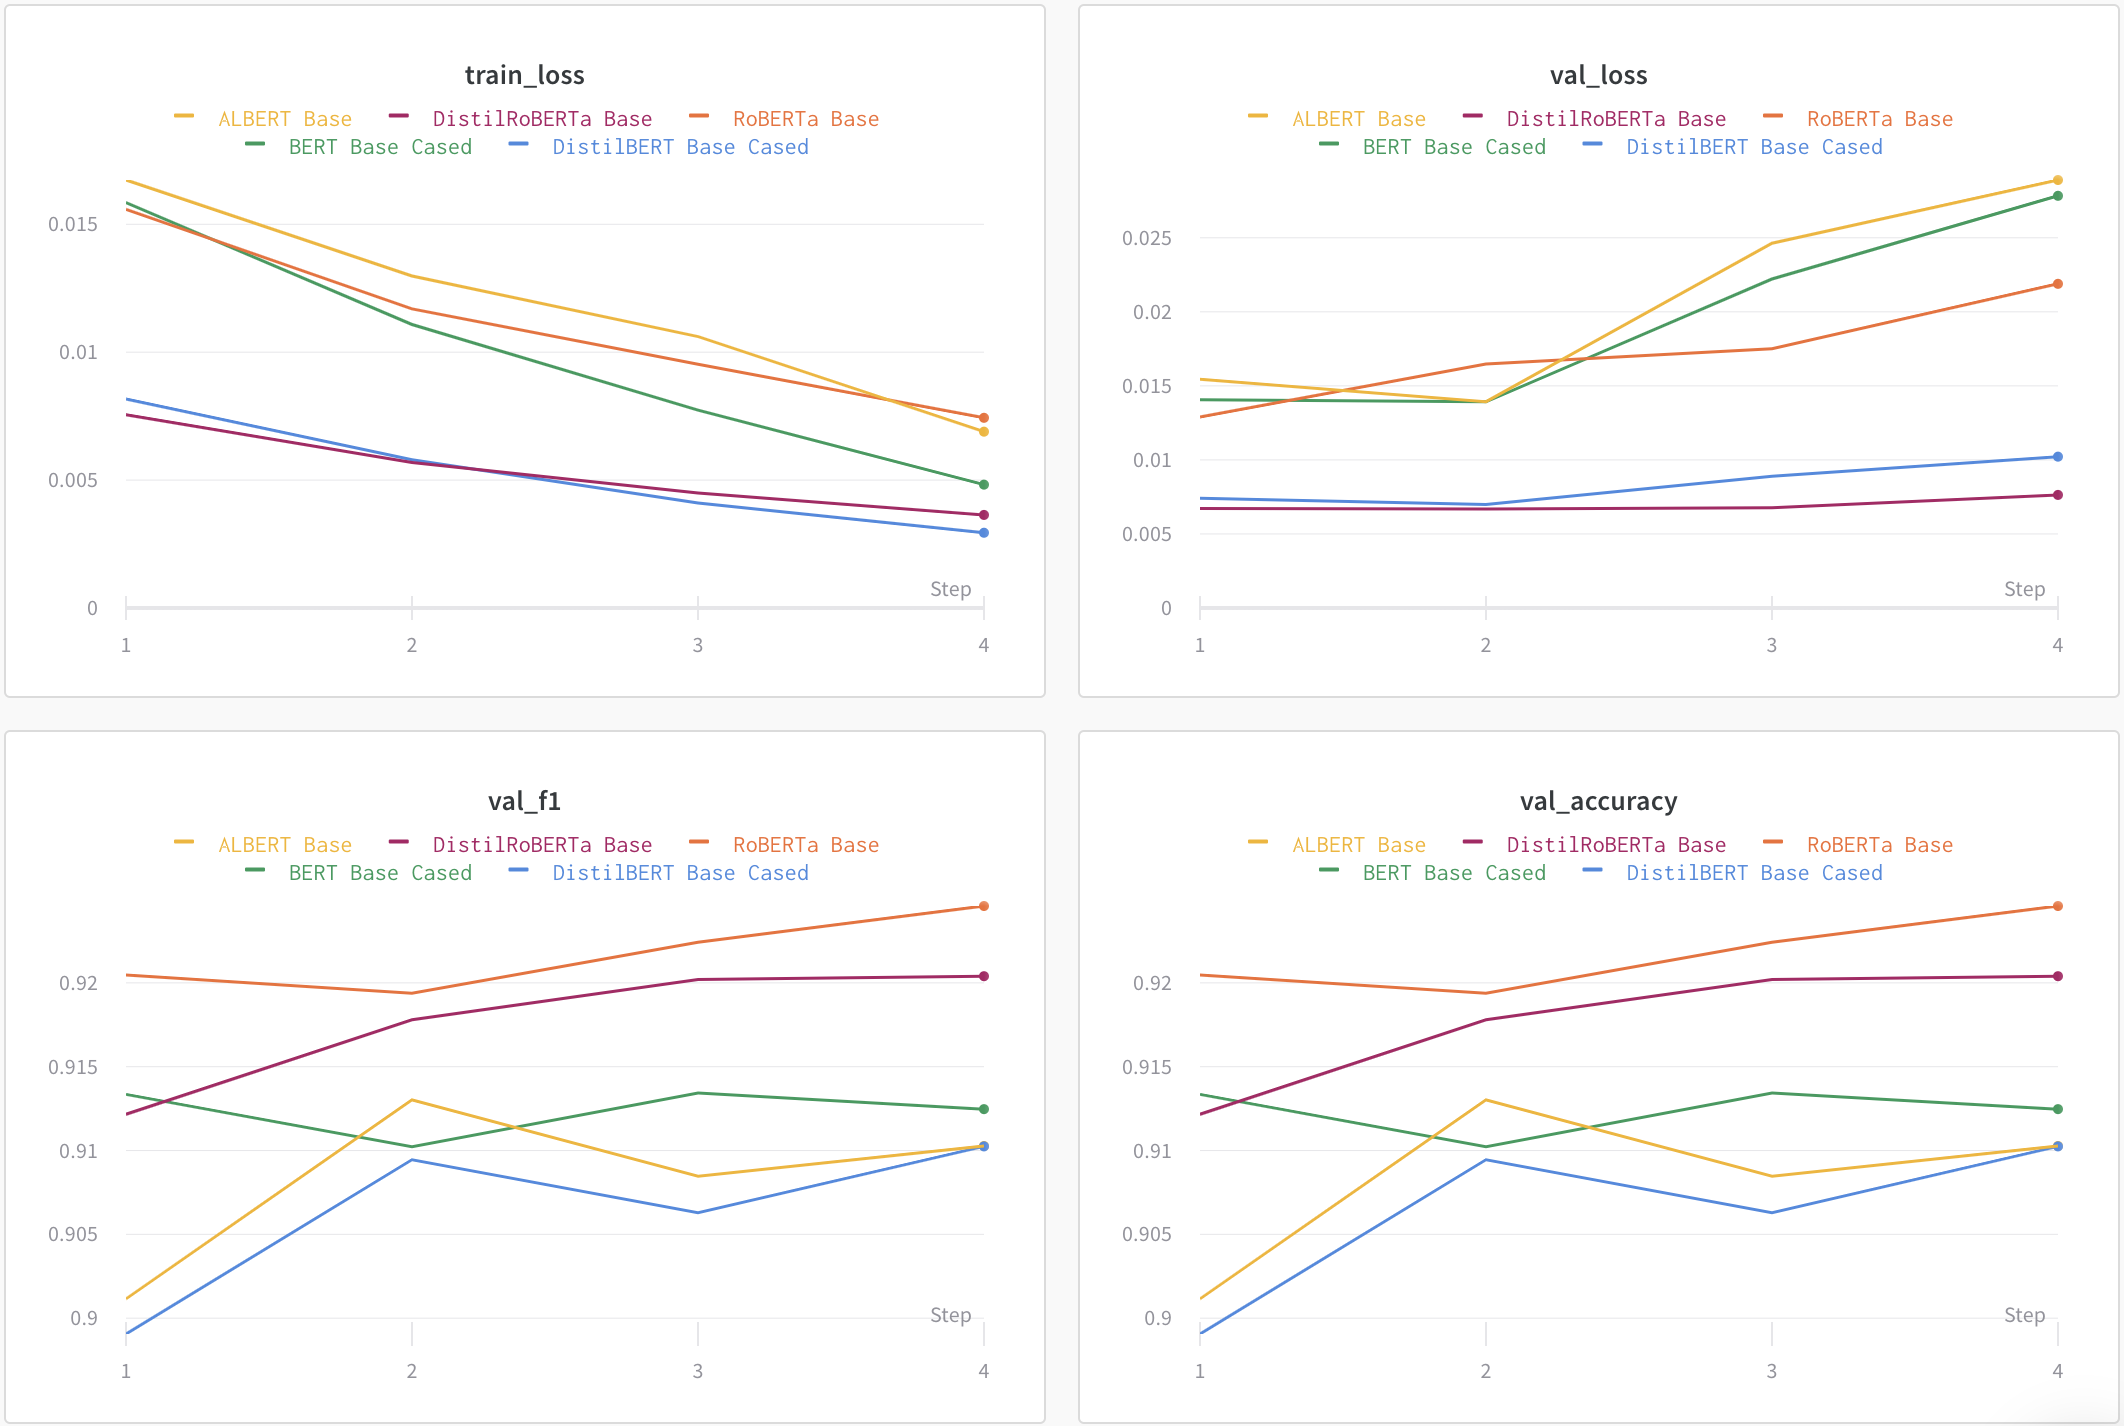 train_loss
ALBERT Base DistilRoBERTa Base RoBERTa Base
BERT Base Cased DistilBERT Base Cased
0.015
0.01
0.005
0
Step
1 2 3 4
val_loss
ALBERT Base DistilRoBERTa Base RoBERTa Base
BERT Base Cased DistilBERT Base Cased
0.025
0.02
0.015
0.01
0.005
0
Step
1 2 3 4
val_f1
ALBERT Base DistilRoBERTa Base RoBERTa Base
BERT Base Cased DistilBERT Base Cased
0.92
0.915
0.91
0.905
0.9
Step
1 2 3 4
val_accuracy
ALBERT Base DistilRoBERTa Base RoBERTa Base
BERT Base Cased DistilBERT Base Cased
0.92
0.915
0.91
0.905
0.9
Step
1 2 3 4